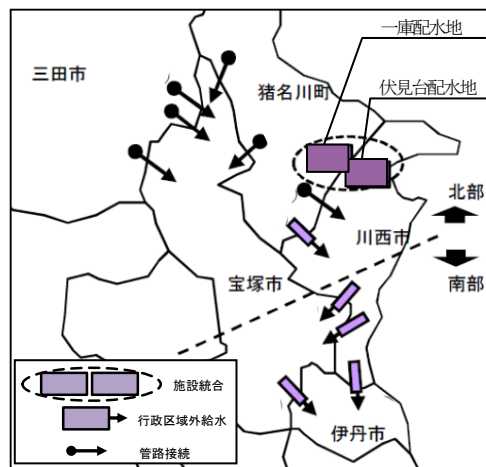 一庫配水地
三田市
猪名川町
伏見台配水地
北部
川西市
宝塚市
南部
施設統合
行政区域外給水
管路接続
伊丹市